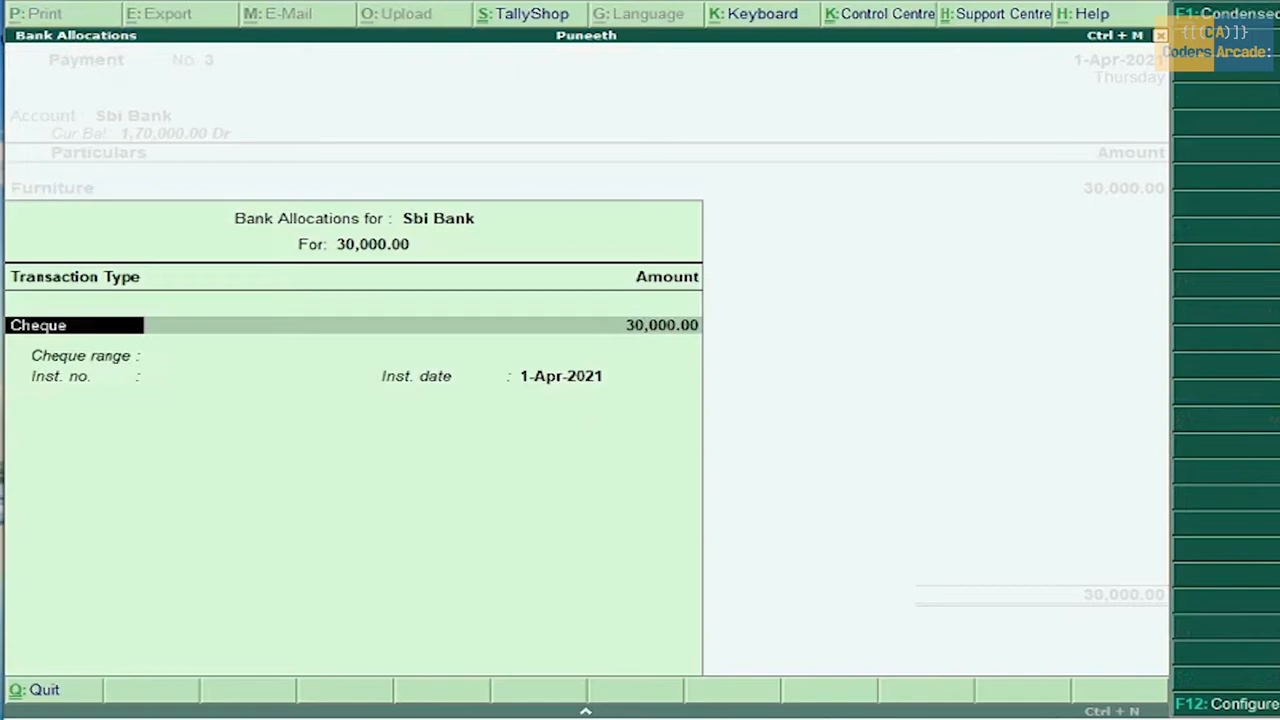 P: Print E: Export M: E-Mail O: Upload S: TallyShop G: Language K: Keyboard K: Control Centre H: Support Centre H: Help F1: Condensed
Bank Allocations Puneeth Ctrl + M x
{[(CA)]}
Coders Arcade:
Payment No. 3 1-Apr-2021
Thursday
Account Sbi Bank
Cur Bal: 1,70,000.00 Dr
Particulars Amount
Furniture 30,000.00
Bank Allocations for : Sbi Bank
For: 30,000.00
Transaction Type Amount
Cheque 30,000.00
Cheque range :
Inst. no. : Inst. date : 1-Apr-2021
30,000.00
Q: Quit
Ctrl + N
F12: Configure